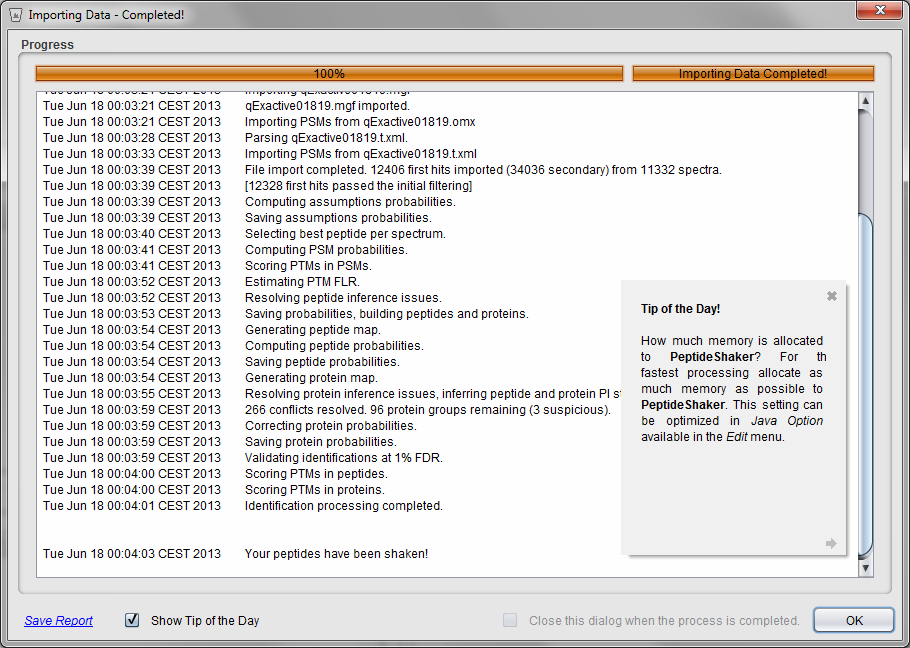 Importing Data - Completed!
Progress
100%
Importing Data Completed!
Tue Jun 18 00:03:21 CEST 2013 Importing qExactive01819.mgf
Tue Jun 18 00:03:21 CEST 2013 qExactive01819.mgf imported.
Tue Jun 18 00:03:21 CEST 2013 Importing PSMs from qExactive01819.omx
Tue Jun 18 00:03:28 CEST 2013 Parsing qExactive01819.t.xml.
Tue Jun 18 00:03:33 CEST 2013 Importing PSMs from qExactive01819.t.xml
Tue Jun 18 00:03:39 CEST 2013 File import completed. 12406 first hits imported (34036 secondary) from 11332 spectra.
Tue Jun 18 00:03:39 CEST 2013 [12328 first hits passed the initial filtering]
Tue Jun 18 00:03:39 CEST 2013 Computing assumptions probabilities.
Tue Jun 18 00:03:39 CEST 2013 Saving assumptions probabilities.
Tue Jun 18 00:03:40 CEST 2013 Selecting best peptide per spectrum.
Tue Jun 18 00:03:41 CEST 2013 Computing PSM probabilities.
Tue Jun 18 00:03:41 CEST 2013 Scoring PTMs in PSMs.
Tue Jun 18 00:03:52 CEST 2013 Estimating PTM FLR.
Tue Jun 18 00:03:52 CEST 2013 Resolving peptide inference issues.
Tue Jun 18 00:03:53 CEST 2013 Saving probabilities, building peptides and proteins.
Tue Jun 18 00:03:54 CEST 2013 Generating peptide map.
Tue Jun 18 00:03:54 CEST 2013 Computing peptide probabilities.
Tue Jun 18 00:03:54 CEST 2013 Saving peptide probabilities.
Tue Jun 18 00:03:54 CEST 2013 Generating protein map.
Tue Jun 18 00:03:55 CEST 2013 Resolving protein inference issues, inferring peptide and protein PI st
Tue Jun 18 00:03:59 CEST 2013 266 conflicts resolved. 96 protein groups remaining (3 suspicious).
Tue Jun 18 00:03:59 CEST 2013 Correcting protein probabilities.
Tue Jun 18 00:03:59 CEST 2013 Saving protein probabilities.
Tue Jun 18 00:03:59 CEST 2013 Validating identifications at 1% FDR.
Tue Jun 18 00:04:00 CEST 2013 Scoring PTMs in peptides.
Tue Jun 18 00:04:00 CEST 2013 Scoring PTMs in proteins.
Tue Jun 18 00:04:01 CEST 2013 Identification processing completed.
Tue Jun 18 00:04:03 CEST 2013 Your peptides have been shaken!
Tip of the Day!
How much memory is allocated
to PeptideShaker? For th
fastest processing allocate as
much memory as possible to
PeptideShaker. This setting can
be optimized in Java Option
available in the Edit menu.
Save Report
Show Tip of the Day
Close this dialog when the process is completed.
OK